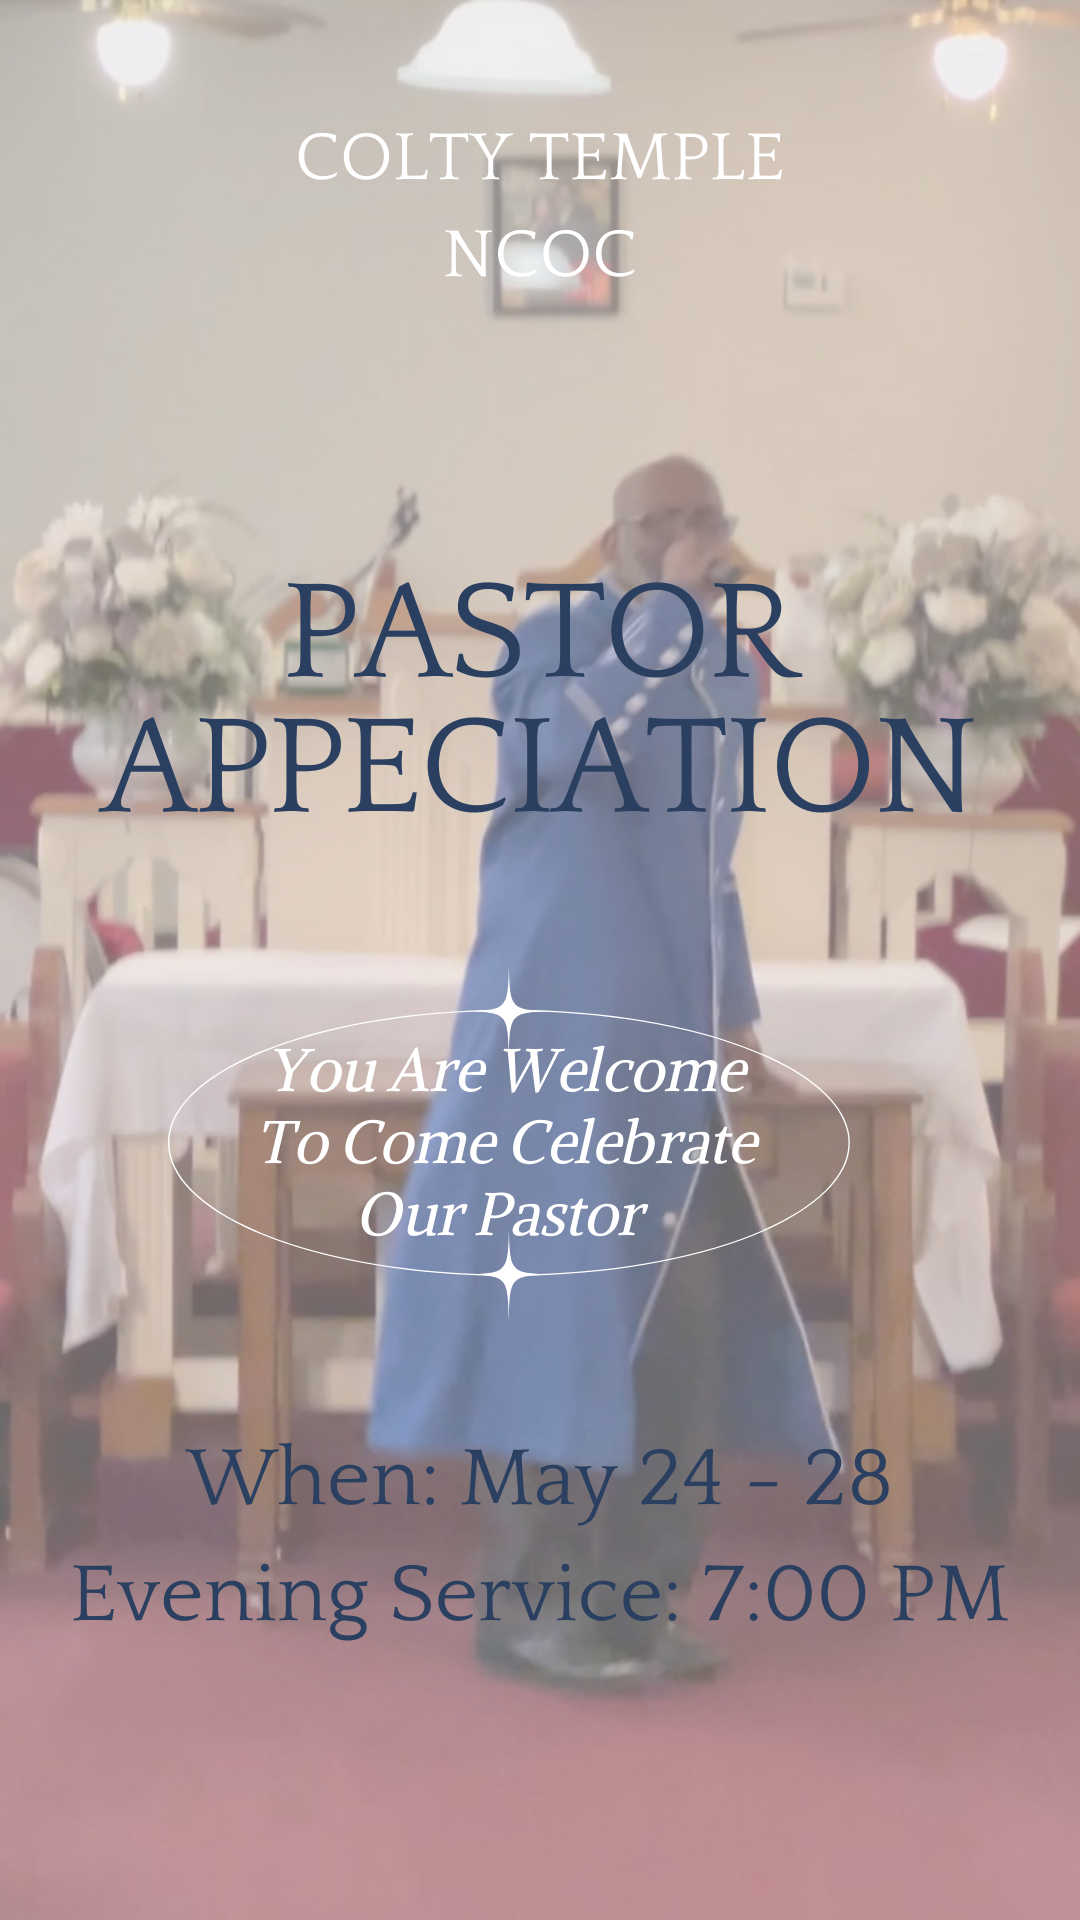 COLTY TEMPLE
NCOC
PASTOR
APPECIATION
You Are Welcome
To Come Celebrate
Our Pastor
When: May 24 - 28
Evening Service: 7:00 PM